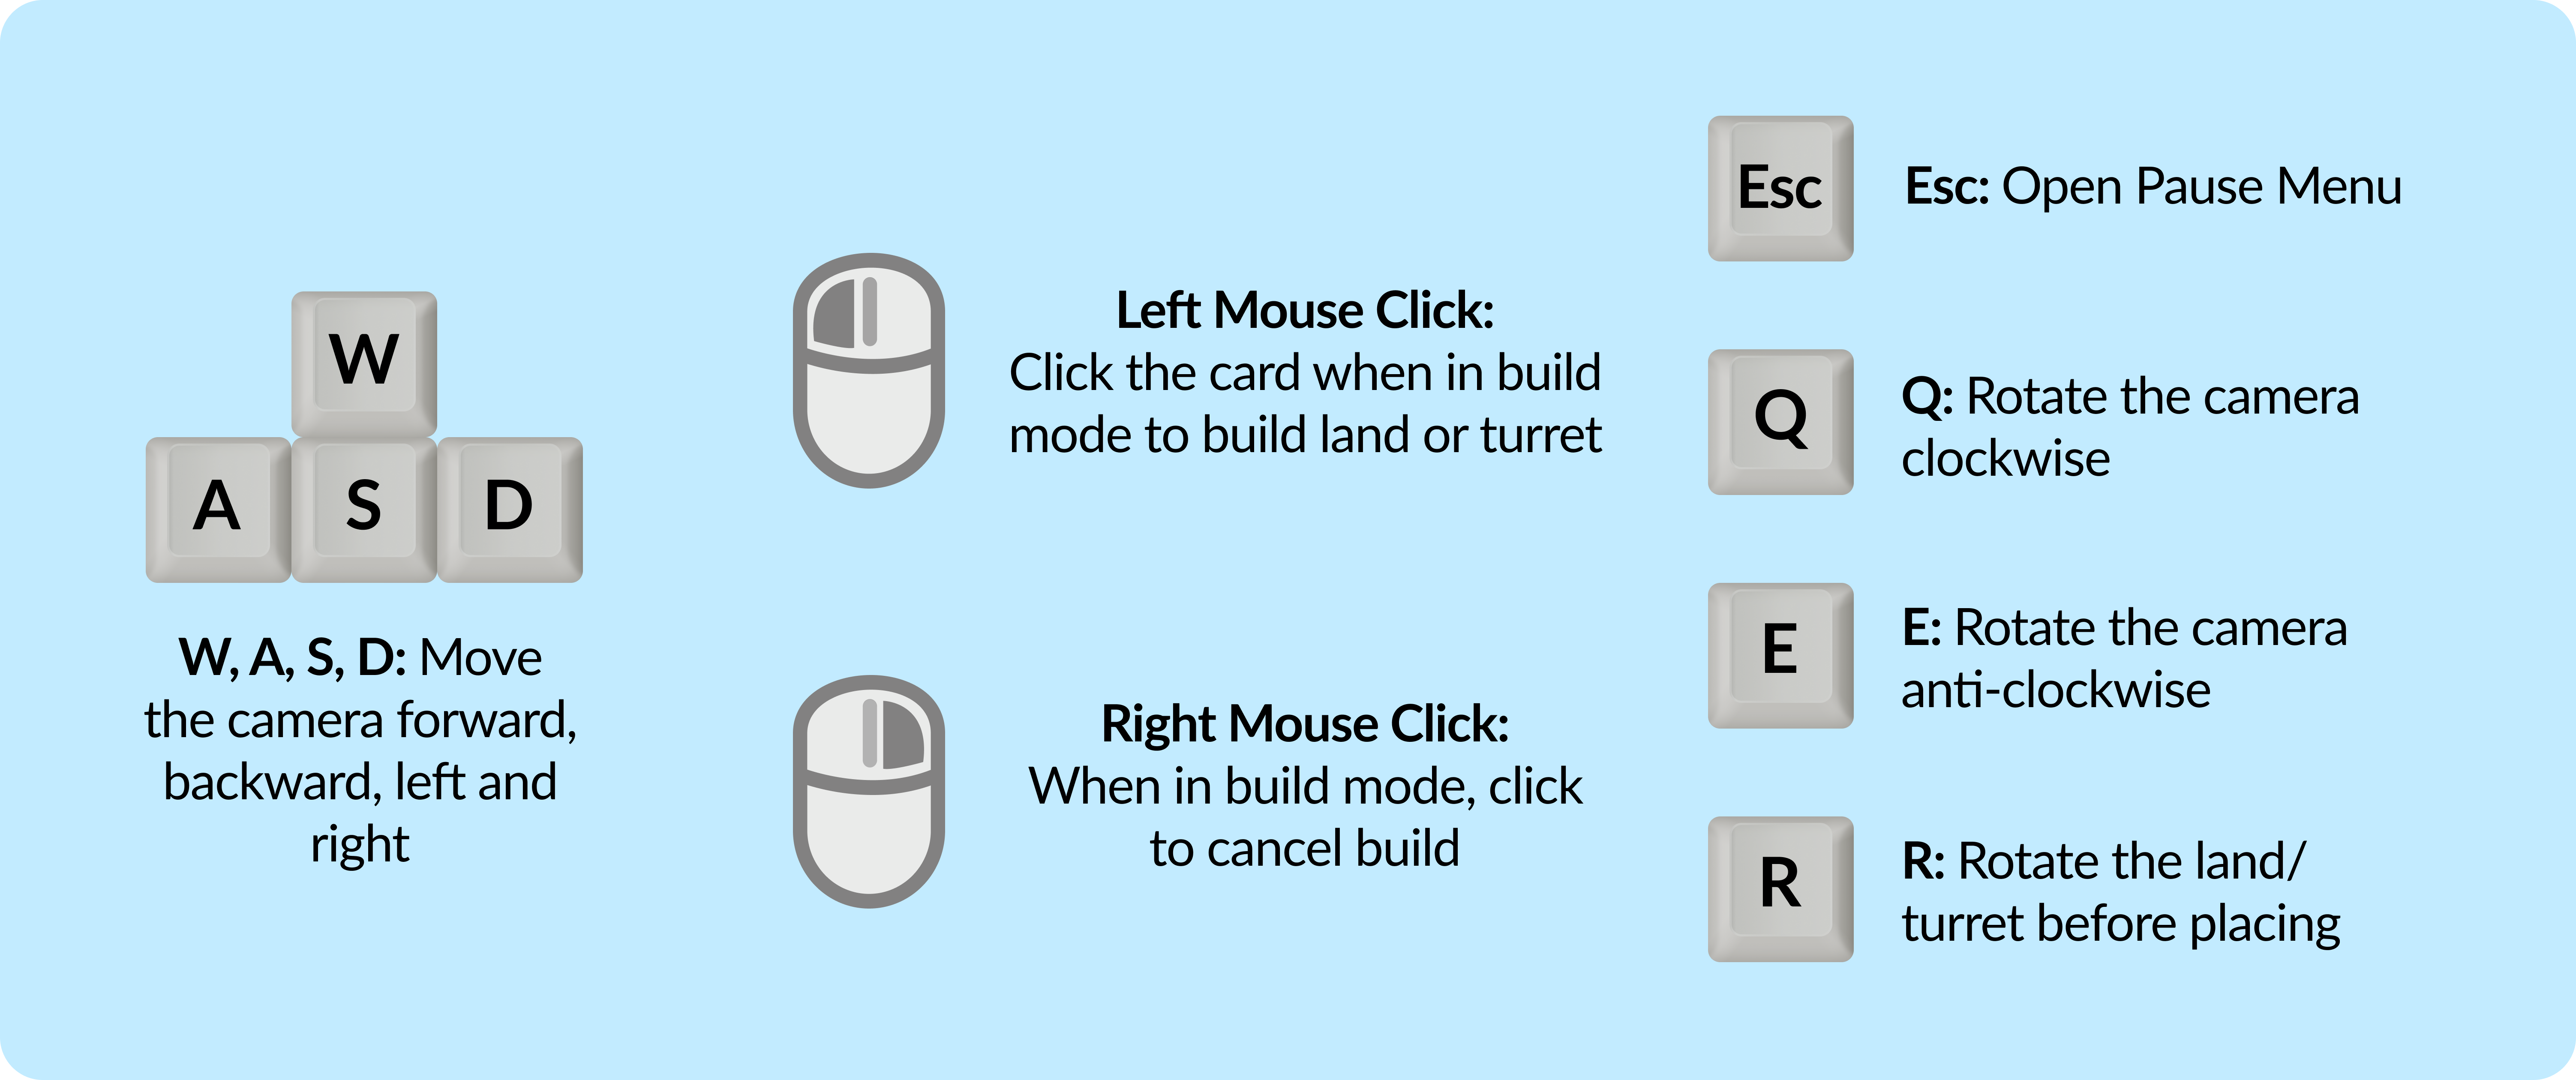 W
A
S
D
W, A, S, D: Move
the camera forward,
backward, left and
right
Left Mouse Click:
Click the card when in build
mode to build land or turret
Right Mouse Click:
When in build mode, click
to cancel build
Esc
Esc: Open Pause Menu
Q
Q: Rotate the camera
clockwise
E
E: Rotate the camera
anti-clockwise
R
R: Rotate the land/
turret before placing